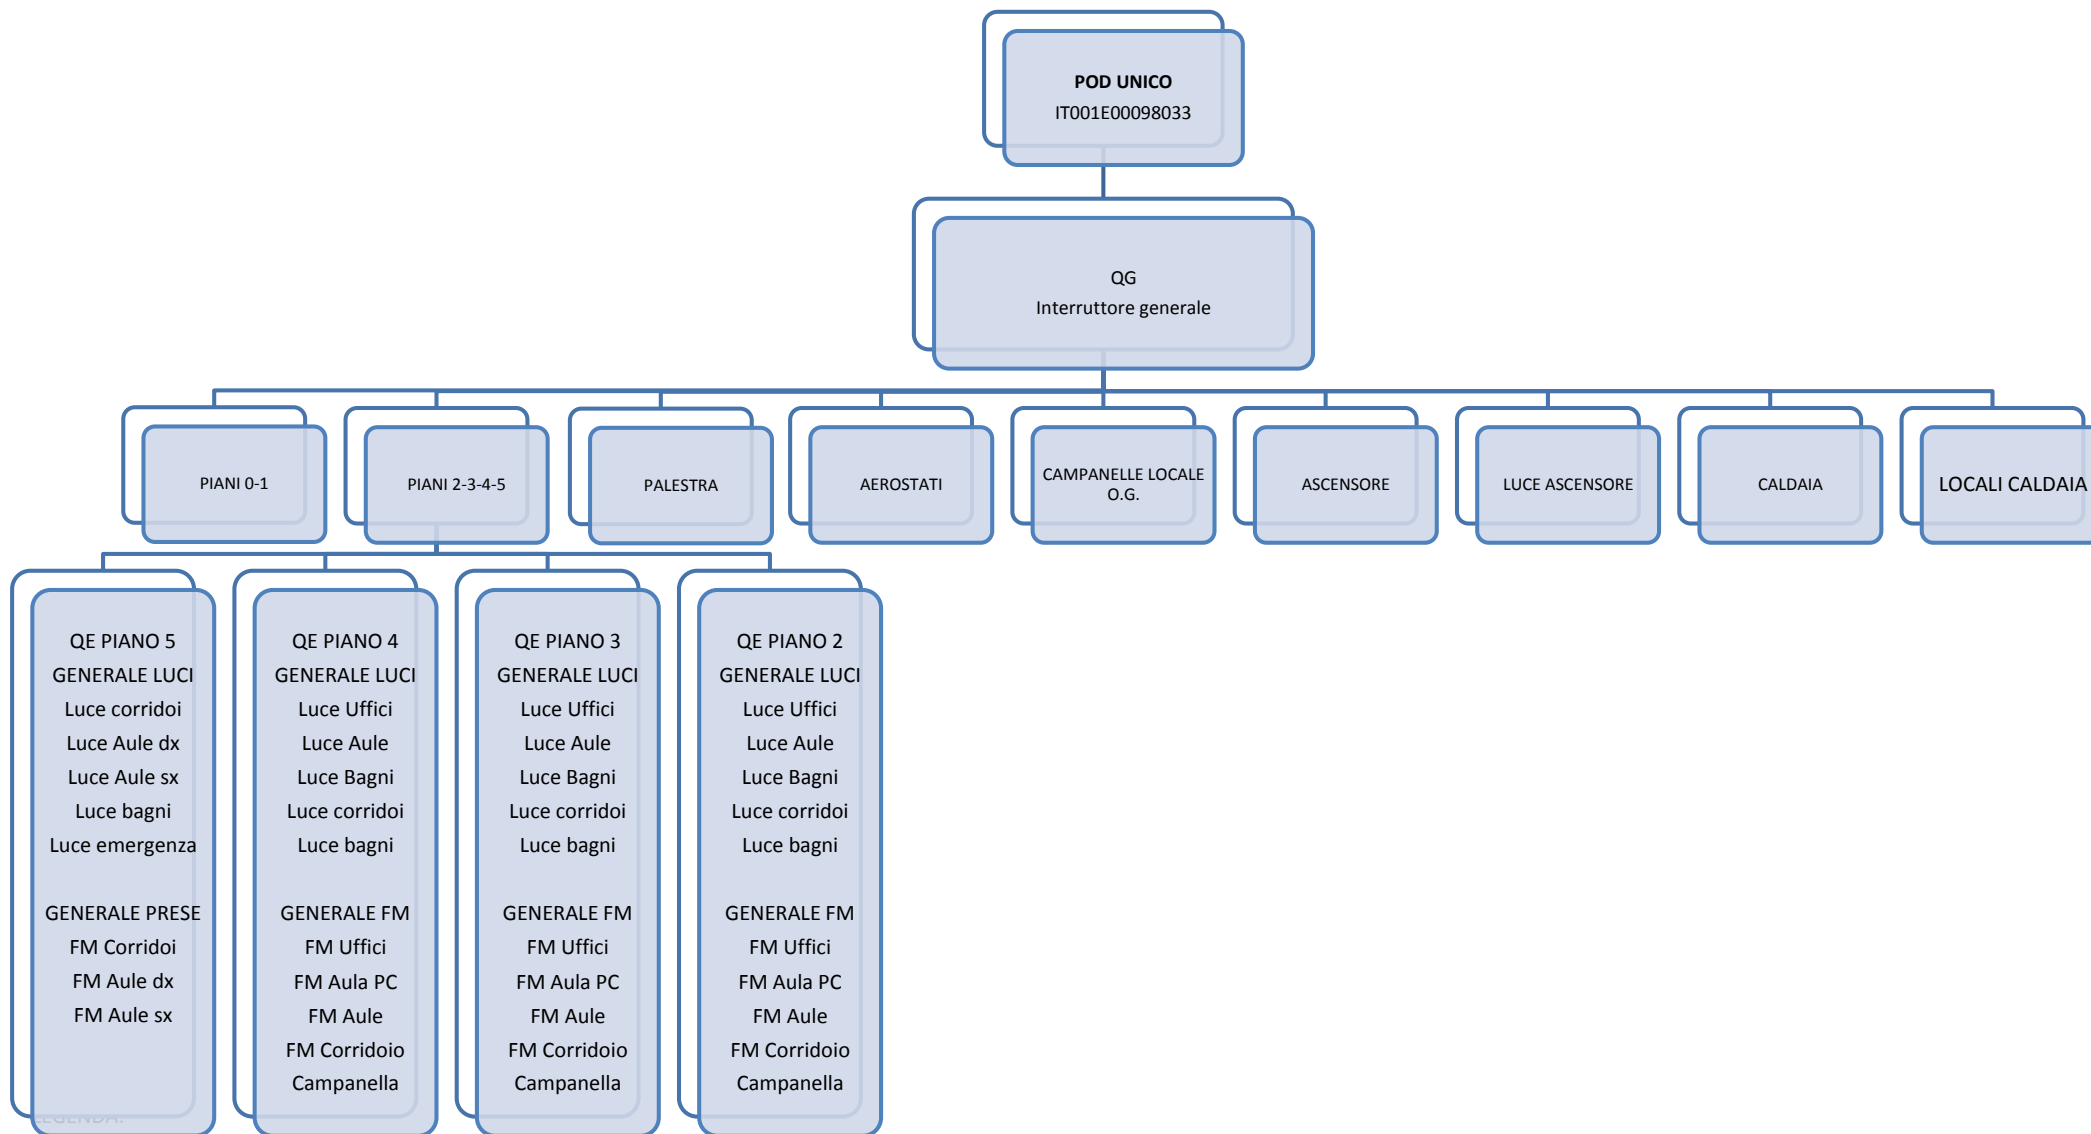 POD UNICO
IT001E00098033
QG
Interruttore generale
PIANI 0-1
PIANI 2-3-4-5
PALESTRA
AEROSTATI
CAMPANELLE LOCALE
O.G.
ASCENSORE
LUCE ASCENSORE
CALDAIA
LOCALI CALDAIA
QE PIANO 5
GENERALE LUCI
Luce corridoi
Luce Aule dx
Luce Aule sx
Luce bagni
Luce emergenza
GENERALE PRESE
FM Corridoi
FM Aule dx
FM Aule sx
QE PIANO 4
GENERALE LUCI
Luce Uffici
Luce Aule
Luce Bagni
Luce corridoi
Luce bagni
GENERALE FM
FM Uffici
FM Aula PC
FM Aule
FM Corridoio
Campanella
QE PIANO 3
GENERALE LUCI
Luce Uffici
Luce Aule
Luce Bagni
Luce corridoi
Luce bagni
GENERALE FM
FM Uffici
FM Aula PC
FM Aule
FM Corridoio
Campanella
QE PIANO 2
GENERALE LUCI
Luce Uffici
Luce Aule
Luce Bagni
Luce corridoi
Luce bagni
GENERALE FM
FM Uffici
FM Aula PC
FM Aule
FM Corridoio
Campanella